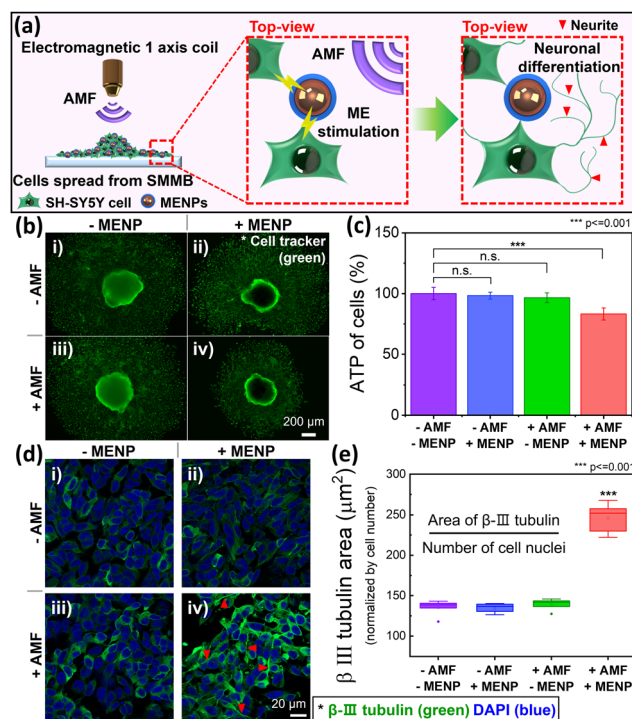 (a)
Electromagnetic 1 axis coil
AMF
Cells spread from SMMB
SH-SY5Y cell
MENPs
Top-view
AMF
ME
stimulation
Top-view
Neurite
Neuronal
differentiation
(b)
- MENP
+ MENP
- AMF
+ AMF
i)
ii)
* Cell tracker
(green)
iii)
iv)
200 μm
(c)
*** p<=0.001
ATP of cells (%)
150
100
50
0
***
n.s.
n.s.
- AMF
- MENP
- AMF
+ MENP
+ AMF
- MENP
+ AMF
+ MENP
(d)
- MENP
+ MENP
- AMF
+ AMF
i)
ii)
iii)
iv)
20 μm
(e)
*** p<=0.001
β III tubulin area (μm²)
(normalized by cell number)
300
250
200
150
100
***
Area of β-III tubulin
Number of cell nuclei
- AMF
- MENP
- AMF
+ MENP
+ AMF
- MENP
+ AMF
+ MENP
* β-III tubulin (green) DAPI (blue)